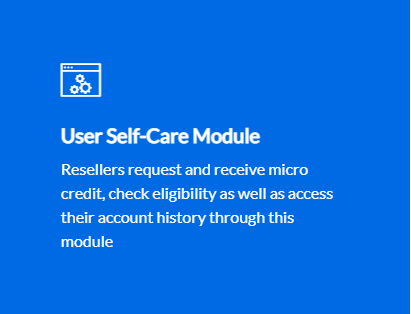 User Self-Care Module
Resellers request and receive micro
credit, check eligibility as well as access
their account history through this
module